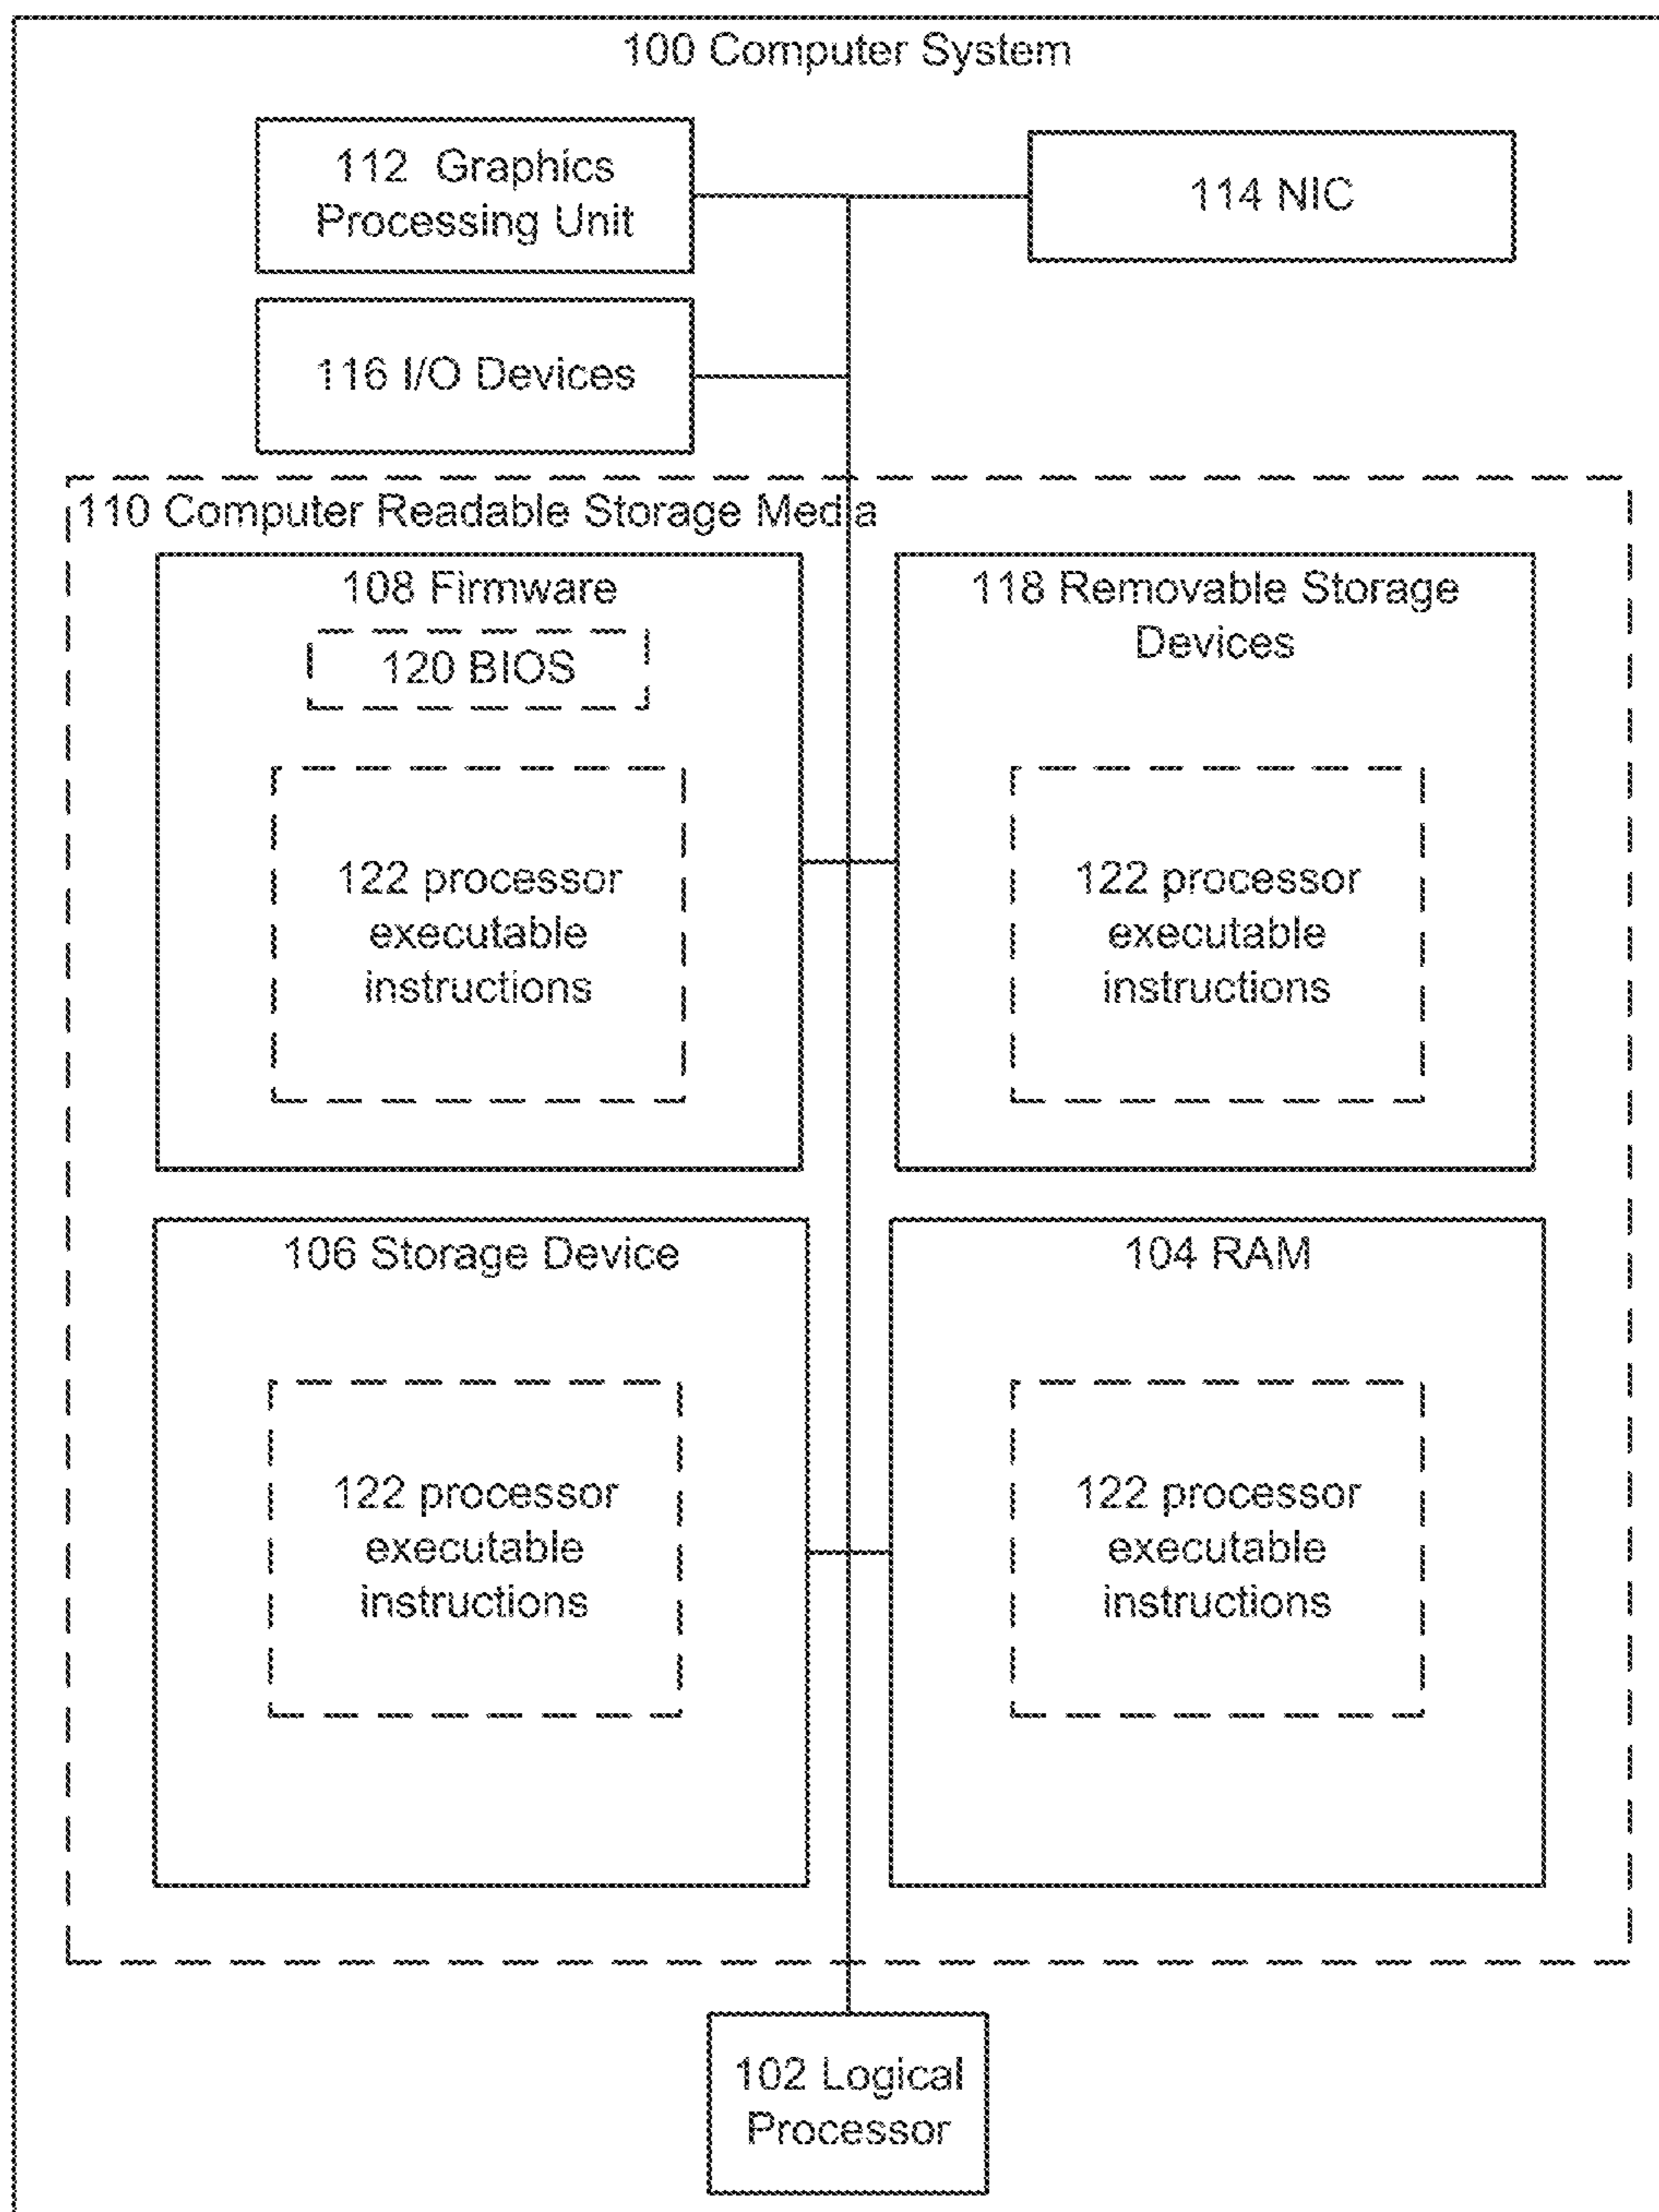 100 Computer System
112 Graphics
Processing Unit
114 NIC
116 I/O Devices
110 Computer Readable Storage Media
108 Firmware
120 BIOS
122 processor
executable
instructions
118 Removable Storage
Devices
122 processor
executable
instructions
106 Storage Device
122 processor
executable
instructions
104 RAM
122 processor
executable
instructions
102 Logical
Processor